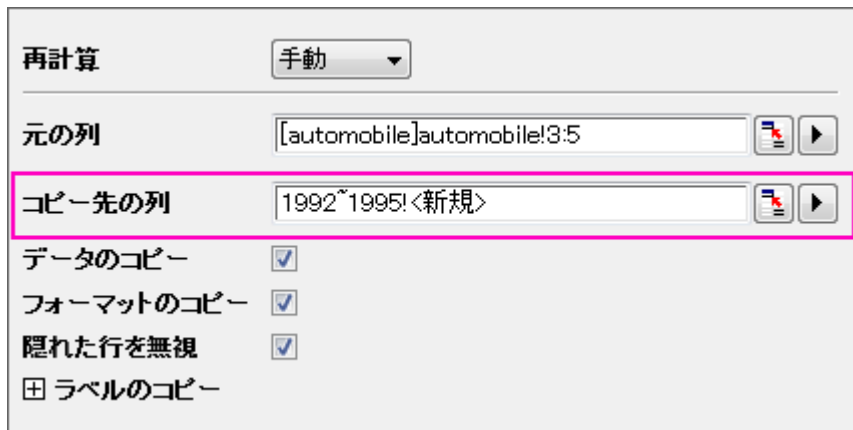 再計算 手動
元の列 [automobile]automobile!3:5
コピー先の列 1992~1995!<新規>
データのコピー
フォーマットのコピー
隠れた行を無視
ラベルのコピー